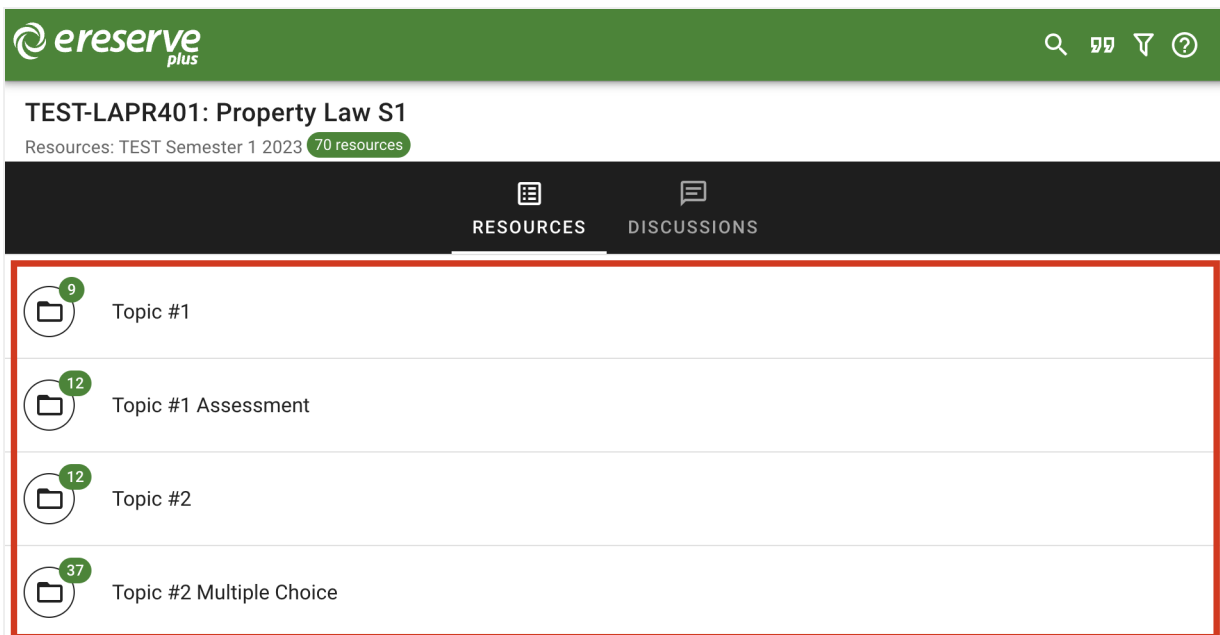 ereserve
plus
TEST-LAPR401: Property Law S1
Resources: TEST Semester 1 2023 70 resources
RESOURCES DISCUSSIONS
9
Topic #1
12
Topic #1 Assessment
12
Topic #2
37
Topic #2 Multiple Choice